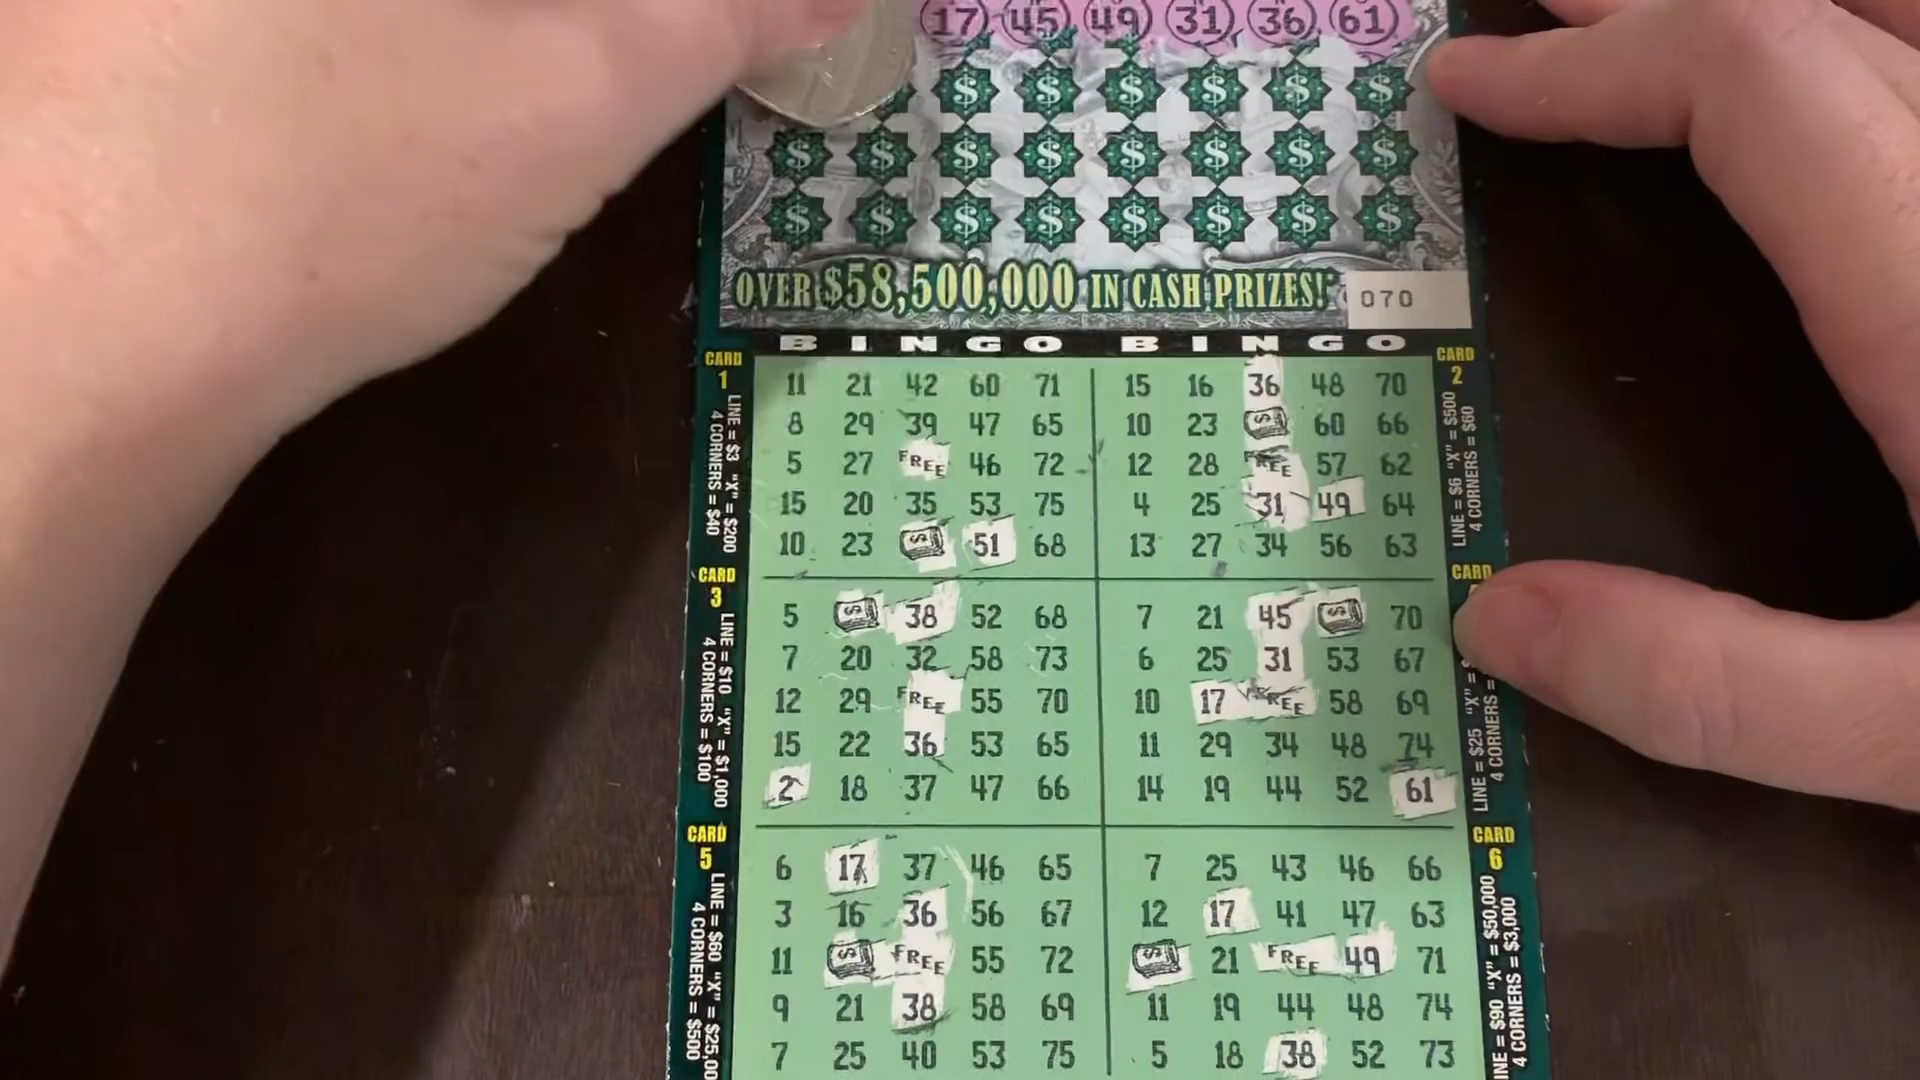 17 45 49 31 36 61
$ $ $ $ $ $
$ $ $ $ $ $ $ $
$ $ $ $ $ $ $ $
OVER $58,500,000 IN CASH PRIZES!* 070
B I N G O B I N G O
CARD 1
LINE = $3 "X" = $200
4 CORNERS = $40
11 21 42 60 71
8 29 39 47 65
5 27 FREE 46 72
15 20 35 53 75
10 23 $ 51 68
CARD 2
LINE = $6 "X" = $500
4 CORNERS = $60
15 16 36 48 70
10 23 $ 60 66
12 28 FREE 57 62
4 25 31 49 64
13 27 34 56 63
CARD 3
LINE = $10 "X" = $1,000
4 CORNERS = $100
5 $ 38 52 68
7 20 32 58 73
12 29 FREE 55 70
15 22 36 53 65
2 18 37 47 66
CARD
LINE = $25 "X" =
4 CORNERS =
7 21 45 $ 70
6 25 31 53 67
10 17 FREE 58 69
11 29 34 48 74
14 19 44 52 61
CARD 5
LINE = $60 "X" = $25,00
4 CORNERS = $500
6 17 37 46 65
3 16 36 56 67
11 $ FREE 55 72
9 21 38 58 69
7 25 40 53 75
CARD 6
INE = $90 "X" = $50,000
4 CORNERS = $3,000
7 25 43 46 66
12 17 41 47 63
$ 21 FREE 49 71
11 19 44 48 74
5 18 38 52 73